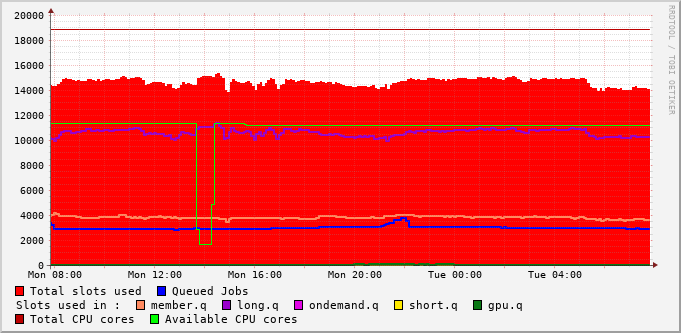 20000
18000
16000
14000
12000
10000
8000
6000
4000
2000
0
Mon 08:00 Mon 12:00 Mon 16:00 Mon 20:00 Tue 00:00 Tue 04:00
Total slots used Queued Jobs
Slots used in : member.q long.q ondemand.q short.q gpu.q
Total CPU cores Available CPU cores
RRDTOOL / TOBI OETIKER